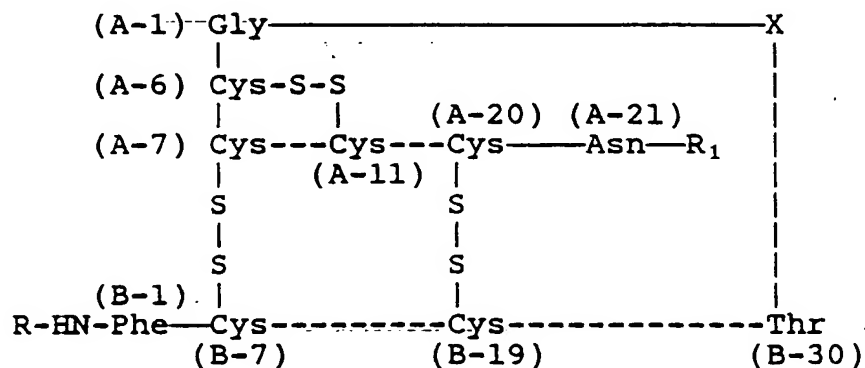 (A-1) Gly X
(A-6) Cys-S-S
(A-20) (A-21)
(A-7) Cys---Cys---Cys Asn—R₁
(A-11)
S S
S S
(B-1)
R-HN-Phe—Cys Cys Thr
(B-7) (B-19) (B-30)